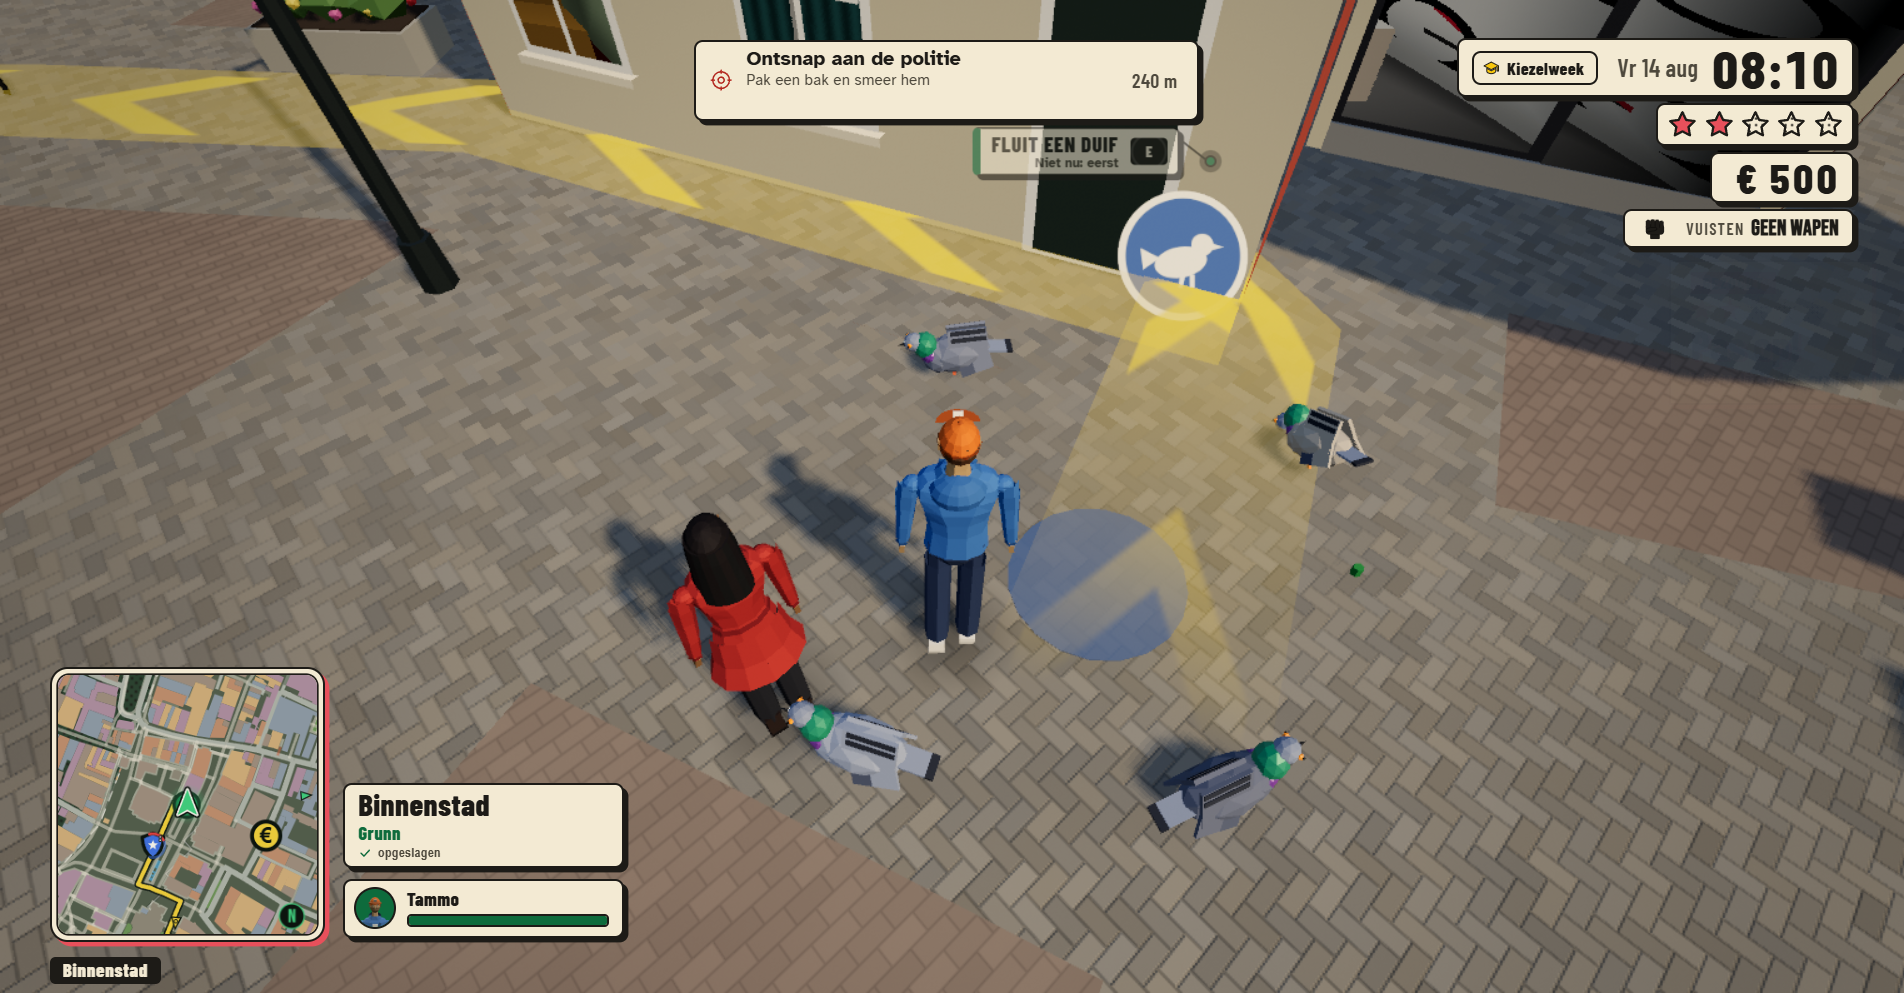 Ontsnap aan de politie
Pak een bak en smeer hem
240 m
Kiezelweek
Vr 14 aug
08:10
€ 500
VUISTEN GEEN WAPEN
FLUIT EEN DUIF
Niet nu: eerst
E
€
N
Binnenstad
Grunn
opgeslagen
Tammo
Binnenstad